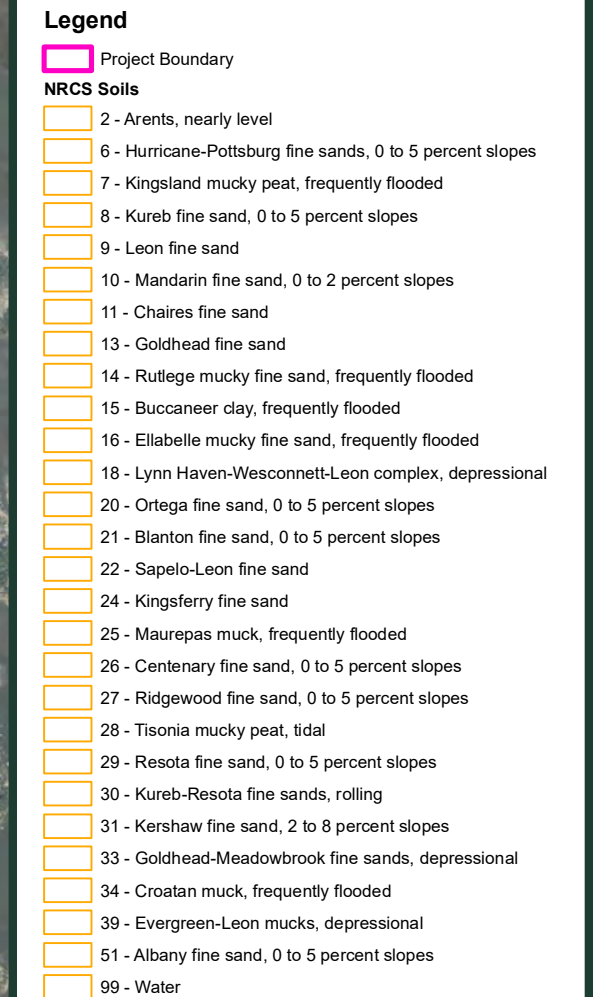 Legend
Project Boundary
NRCS Soils
2 - Arents, nearly level
6 - Hurricane-Pottsburg fine sands, 0 to 5 percent slopes
7 - Kingsland mucky peat, frequently flooded
8 - Kureb fine sand, 0 to 5 percent slopes
9 - Leon fine sand
10 - Mandarin fine sand, 0 to 2 percent slopes
11 - Chaires fine sand
13 - Goldhead fine sand
14 - Rutlege mucky fine sand, frequently flooded
15 - Buccaneer clay, frequently flooded
16 - Ellabelle mucky fine sand, frequently flooded
18 - Lynn Haven-Wesconnett-Leon complex, depressional
20 - Ortega fine sand, 0 to 5 percent slopes
21 - Blanton fine sand, 0 to 5 percent slopes
22 - Sapelo-Leon fine sand
24 - Kingsferry fine sand
25 - Maurepas muck, frequently flooded
26 - Centenary fine sand, 0 to 5 percent slopes
27 - Ridgewood fine sand, 0 to 5 percent slopes
28 - Tisonia mucky peat, tidal
29 - Resota fine sand, 0 to 5 percent slopes
30 - Kureb-Resota fine sands, rolling
31 - Kershaw fine sand, 2 to 8 percent slopes
33 - Goldhead-Meadowbrook fine sands, depressional
34 - Croatan muck, frequently flooded
39 - Evergreen-Leon mucks, depressional
51 - Albany fine sand, 0 to 5 percent slopes
99 - Water